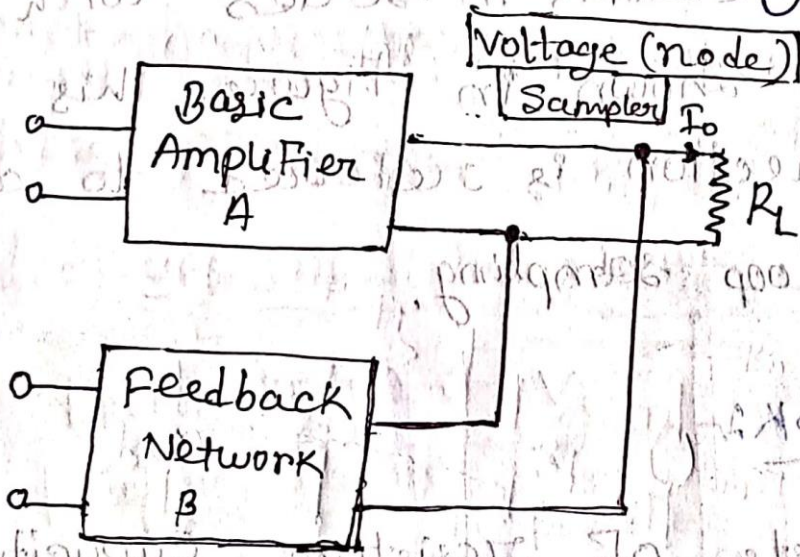 Voltage (node)
Sampler
Basic
Amplifier
A
Io
RL
Feedback
Network
β